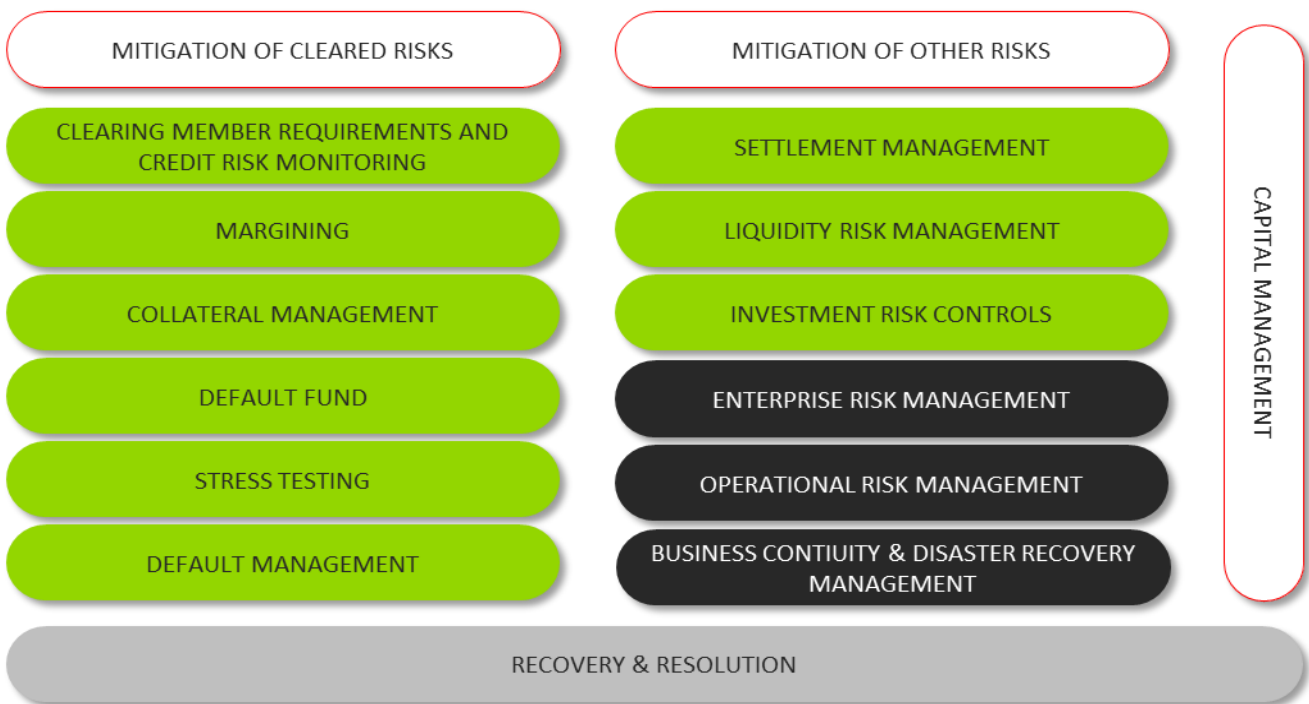 MITIGATION OF CLEARED RISKS
CLEARING MEMBER REQUIREMENTS AND
CREDIT RISK MONITORING
MARGINING
COLLATERAL MANAGEMENT
DEFAULT FUND
STRESS TESTING
DEFAULT MANAGEMENT
MITIGATION OF OTHER RISKS
SETTLEMENT MANAGEMENT
LIQUIDITY RISK MANAGEMENT
INVESTMENT RISK CONTROLS
ENTERPRISE RISK MANAGEMENT
OPERATIONAL RISK MANAGEMENT
BUSINESS CONTIUITY & DISASTER RECOVERY
MANAGEMENT
CAPITAL MANAGEMENT
RECOVERY & RESOLUTION